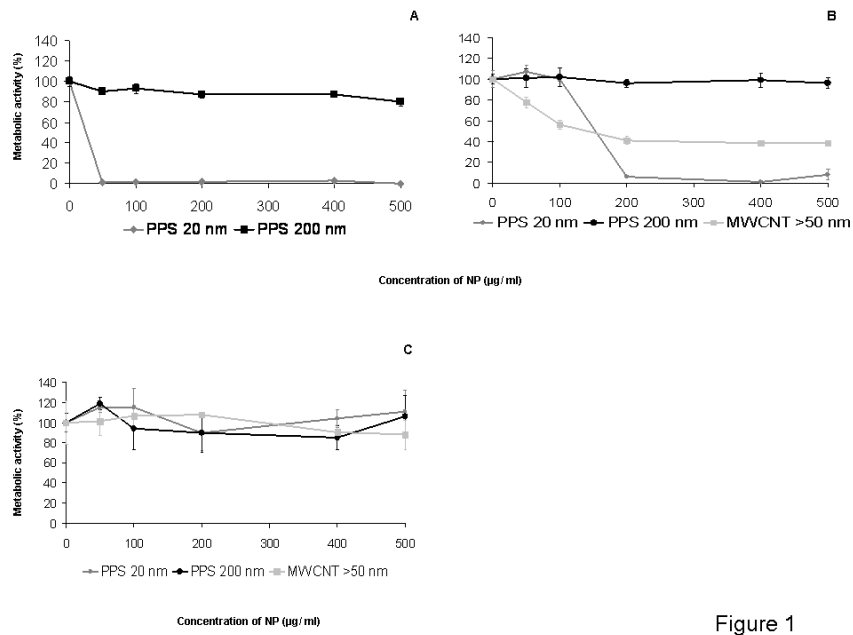 A
140
120
100
80
60
40
20
0
Metabolic activity (%)
0 100 200 300 400 500
PPS 20 nm PPS 200 nm
B
140
120
100
80
60
40
20
0
0 100 200 300 400 500
PPS 20 nm PPS 200 nm MWCNT >50 nm
Concentration of NP (µg/ml)
C
140
120
100
80
60
40
20
0
Metabolic activity (%)
0 100 200 300 400 500
PPS 20 nm PPS 200 nm MWCNT >50 nm
Concentration of NP (µg/ml)
Figure 1